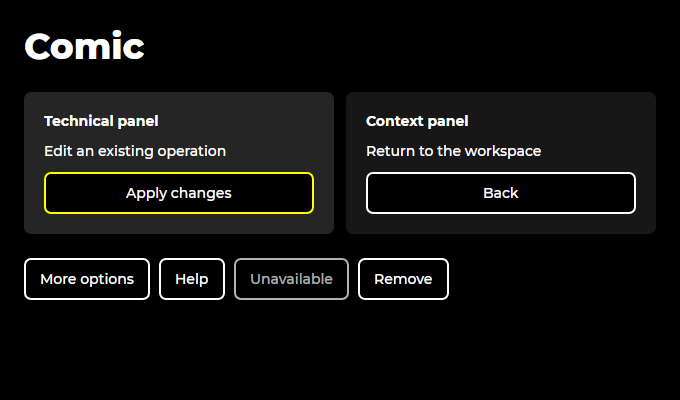 Comic
Technical panel
Edit an existing operation
Apply changes
Context panel
Return to the workspace
Back
More options
Help
Unavailable
Remove